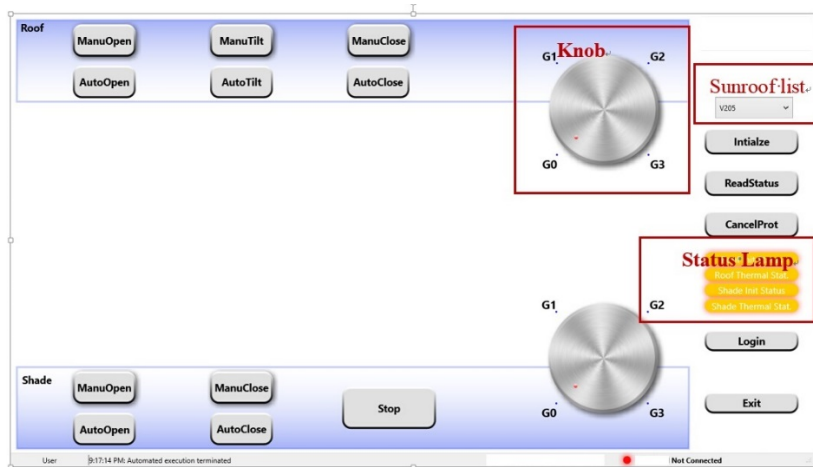 Roof
ManuOpen
ManuTilt
ManuClose
AutoOpen
AutoTilt
AutoClose
G1
Knob
G2
G0
G3
Sunroof list
V205
Intialze
ReadStatus
CancelProt
Status Lamp
Roof Thermal Stat.
Shade Init Status
Shade Thermal Stat.
Login
Exit
G1
G2
G0
G3
Shade
ManuOpen
ManuClose
AutoOpen
AutoClose
Stop
User
9:17:14 PM: Automated execution terminated
Not Connected